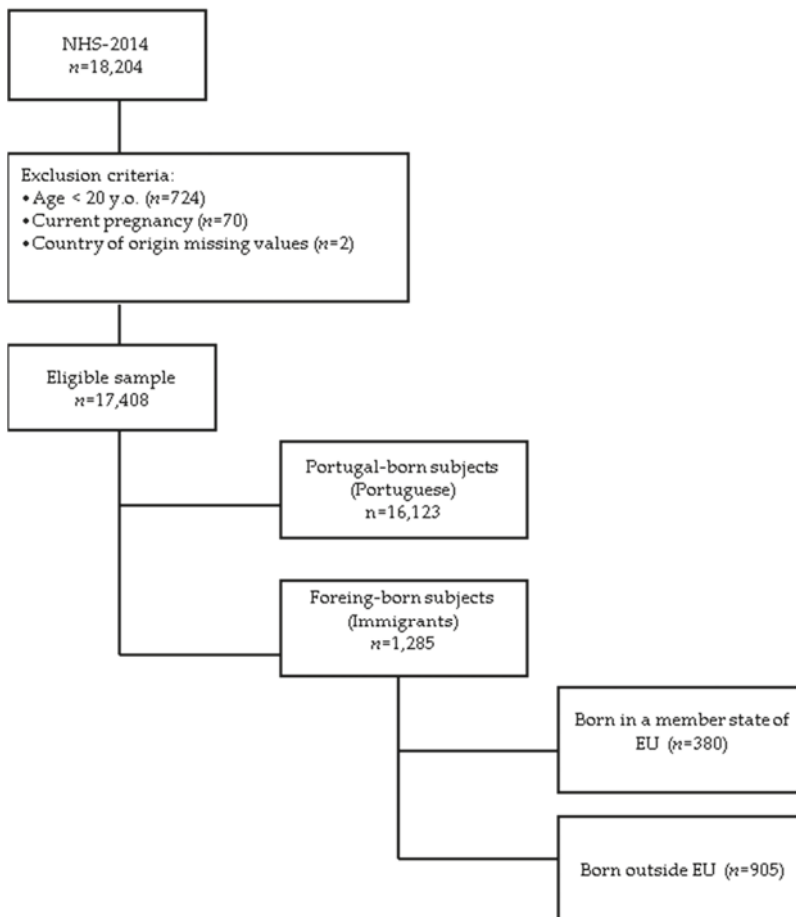 NHS-2014
n=18,204
Exclusion criteria:
•Age < 20 y.o. (n=724)
•Current pregnancy (n=70)
•Country of origin missing values (n=2)
Eligible sample
n=17,408
Portugal-born subjects
(Portuguese)
n=16,123
Foreing-born subjects
(Immigrants)
n=1,285
Born in a member state of
EU (n=380)
Born outside EU (n=905)